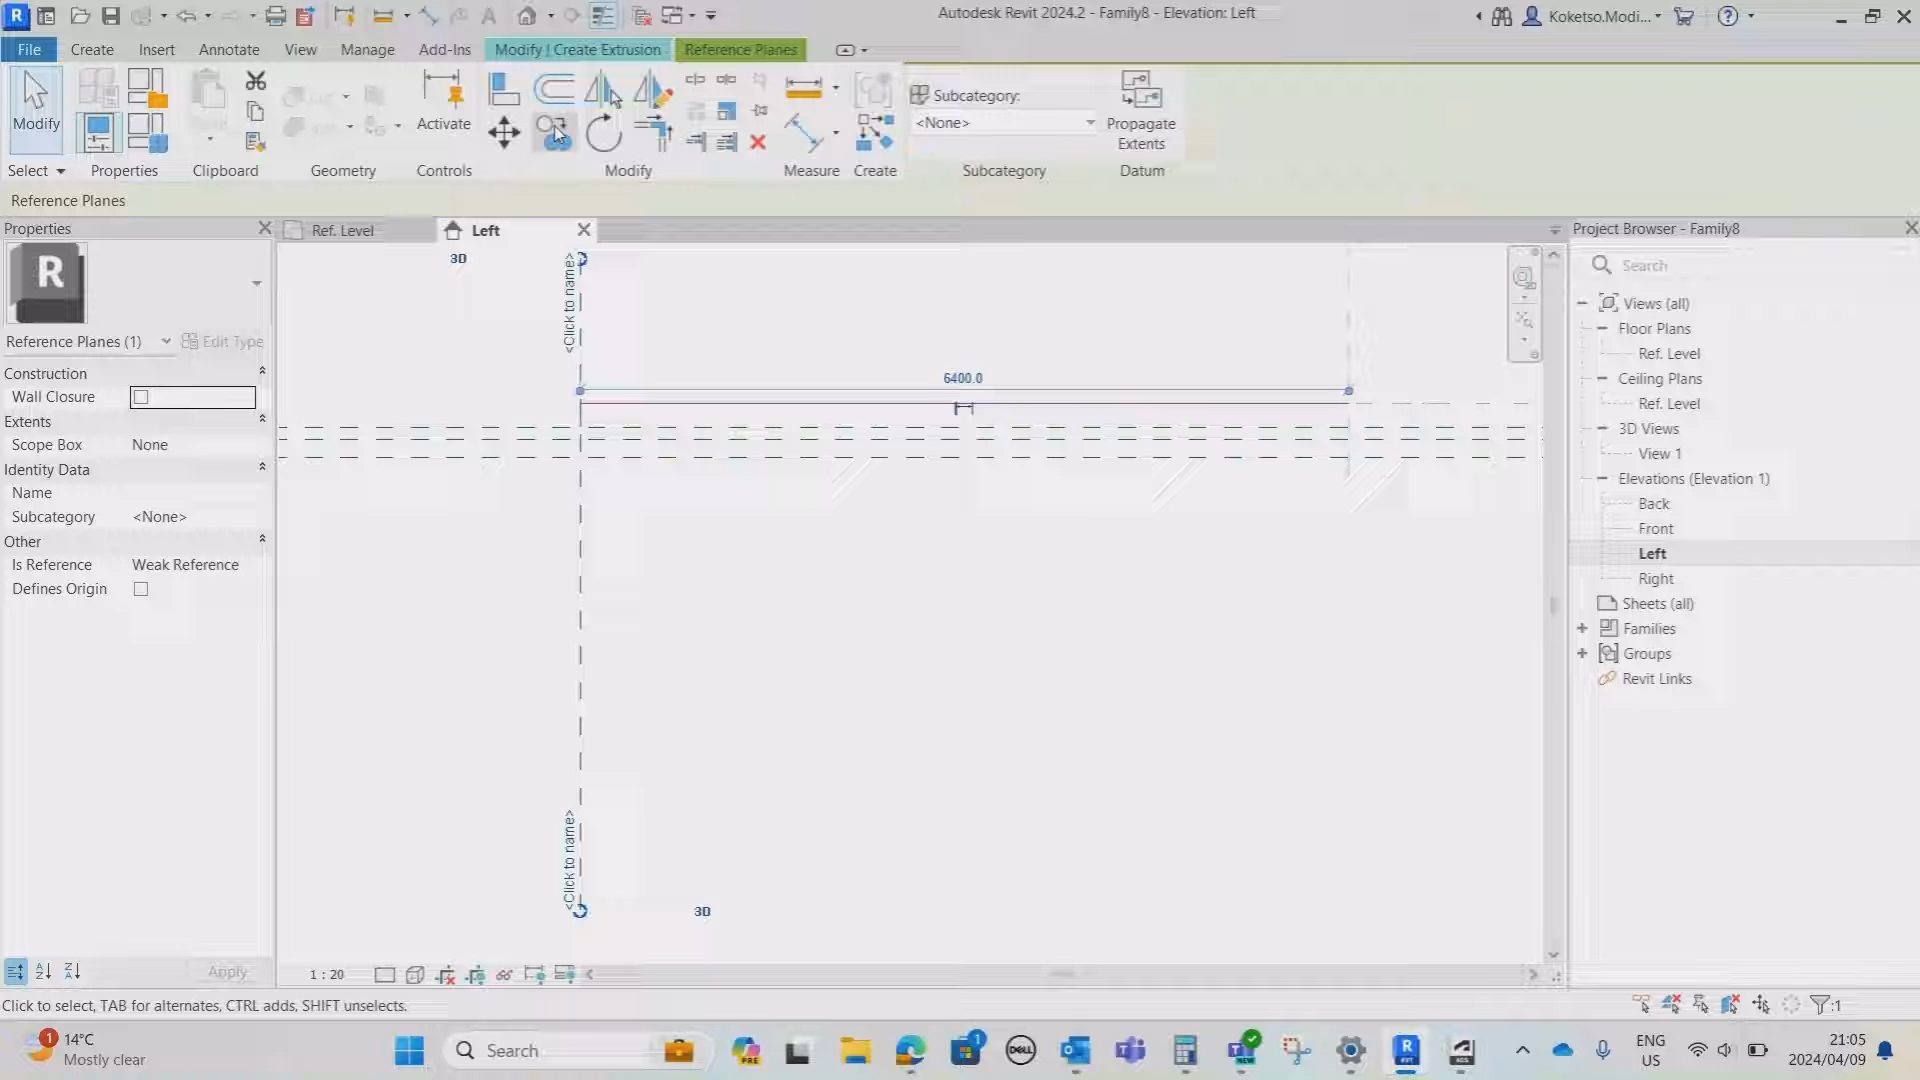 Autodesk Revit 2024.2 - Family8 - Elevation: Left
Koketso.Modi...
File
Create
Insert
Annotate
View
Manage
Add-Ins
Modify | Create Extrusion
Reference Planes
Modify
Activate
Subcategory:
<None>
Propagate
Extents
Select
Properties
Clipboard
Geometry
Controls
Modify
Measure
Create
Subcategory
Datum
Reference Planes
Properties
R
Reference Planes (1)
Edit Type
Construction
Wall Closure
Extents
Scope Box
None
Identity Data
Name
Subcategory
<None>
Other
Is Reference
Weak Reference
Defines Origin
Apply
Ref. Level
Left
3D
<Click to name>
6400.0
<Click to name>
3D
1 : 20
Project Browser - Family8
Search
Views (all)
Floor Plans
Ref. Level
Ceiling Plans
Ref. Level
3D Views
View 1
Elevations (Elevation 1)
Back
Front
Left
Right
Sheets (all)
Families
Groups
Revit Links
Click to select, TAB for alternates, CTRL adds, SHIFT unselects.
:1
1
14°C
Mostly clear
Search
PRE
1
DELL
NEW
R
RVT
ACS
ENG
US
21:05
2024/04/09